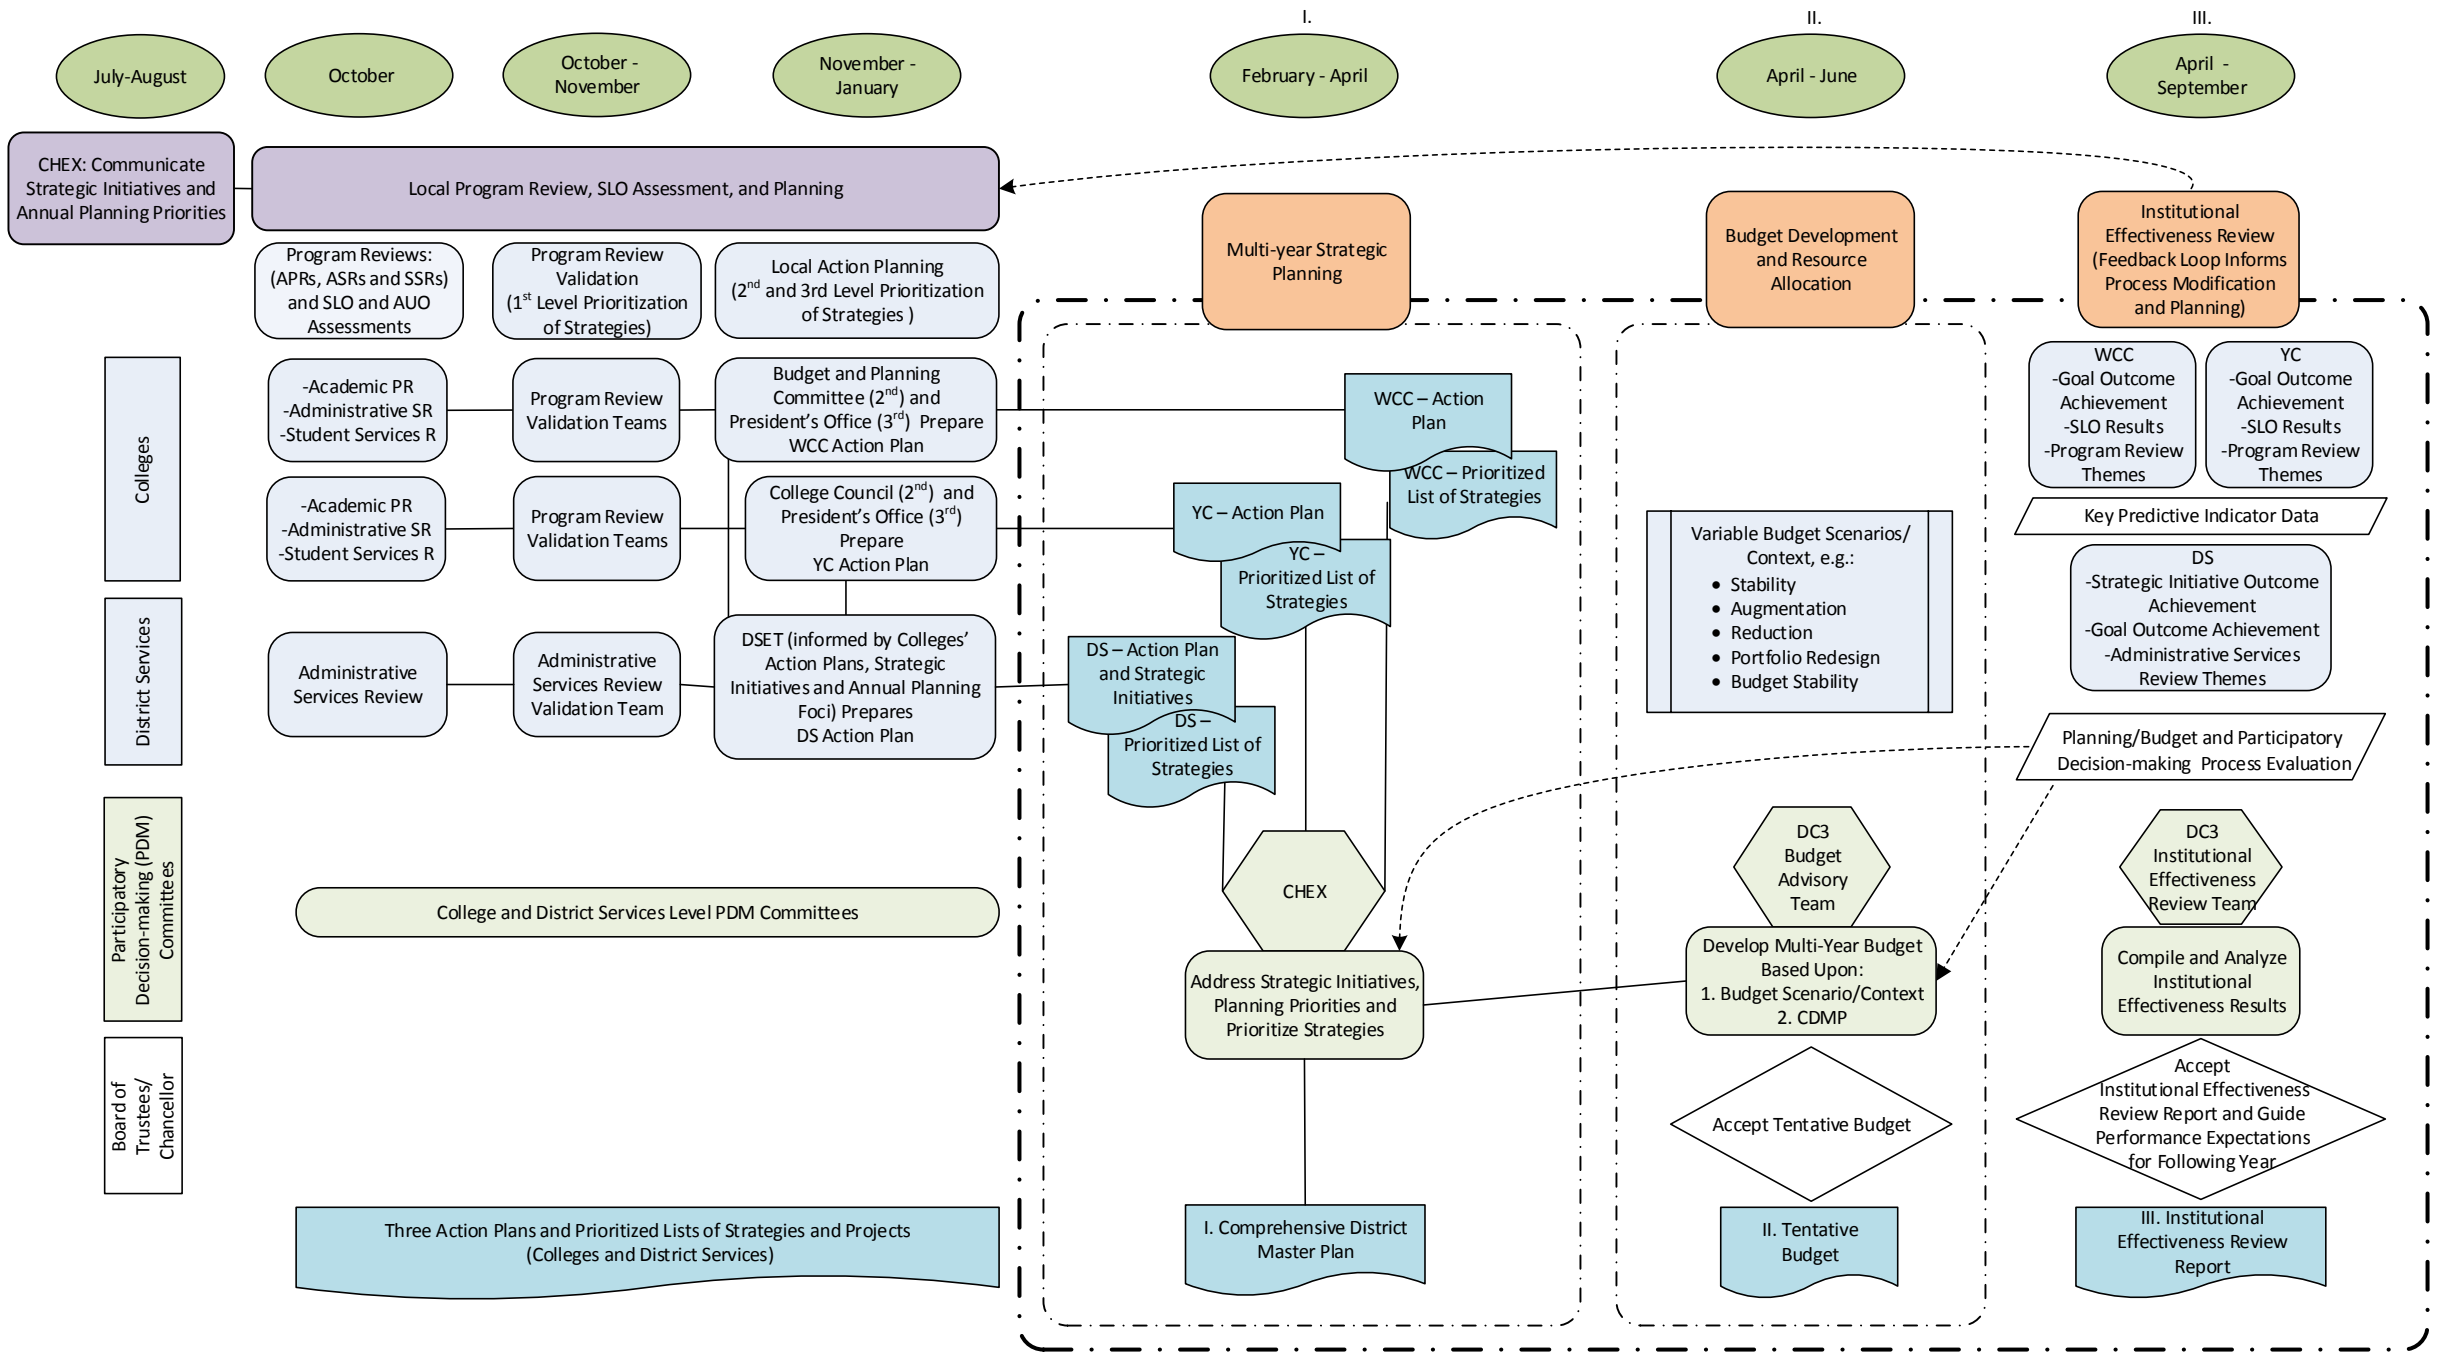 I.
II.
III.
July-August
October
October -
November
November -
January
February - April
April - June
April -
September
CHEX: Communicate
Strategic Initiatives and
Annual Planning Priorities
Local Program Review, SLO Assessment, and Planning
Multi-year Strategic
Planning
Budget Development
and Resource
Allocation
Institutional
Effectiveness Review
(Feedback Loop Informs
Process Modification
and Planning)
Program Reviews:
(APRs, ASRs and SSRs)
and SLO and AUO
Assessments
Program Review
Validation
(1st Level Prioritization
of Strategies)
Local Action Planning
(2nd and 3rd Level Prioritization
of Strategies )
Colleges
-Academic PR
-Administrative SR
-Student Services R
Program Review
Validation Teams
Budget and Planning
Committee (2nd) and
President's Office (3rd) Prepare
WCC Action Plan
WCC – Action
Plan
WCC – Prioritized
List of Strategies
-Academic PR
-Administrative SR
-Student Services R
Program Review
Validation Teams
College Council (2nd) and
President's Office (3rd)
Prepare
YC Action Plan
YC – Action Plan
YC –
Prioritized List of
Strategies
District Services
Administrative
Services Review
Administrative
Services Review
Validation Team
DSET (informed by Colleges'
Action Plans, Strategic
Initiatives and Annual Planning
Foci) Prepares
DS Action Plan
DS – Action Plan
and Strategic
Initiatives
DS –
Prioritized List of
Strategies
Variable Budget Scenarios/
Context, e.g.:
• Stability
• Augmentation
• Reduction
• Portfolio Redesign
• Budget Stability
WCC
-Goal Outcome
Achievement
-SLO Results
-Program Review
Themes
YC
-Goal Outcome
Achievement
-SLO Results
-Program Review
Themes
Key Predictive Indicator Data
DS
-Strategic Initiative Outcome
Achievement
-Goal Outcome Achievement
-Administrative Services
Review Themes
Planning/Budget and Participatory
Decision-making Process Evaluation
Participatory
Decision-making (PDM)
Committees
College and District Services Level PDM Committees
CHEX
Address Strategic Initiatives,
Planning Priorities and
Prioritize Strategies
DC3
Budget
Advisory
Team
Develop Multi-Year Budget
Based Upon:
1. Budget Scenario/Context
2. CDMP
DC3
Institutional
Effectiveness
Review Team
Compile and Analyze
Institutional
Effectiveness Results
Board of
Trustees/
Chancellor
Accept Tentative Budget
Accept
Institutional Effectiveness
Review Report and Guide
Performance Expectations
for Following Year
Three Action Plans and Prioritized Lists of Strategies and Projects
(Colleges and District Services)
I. Comprehensive District
Master Plan
II. Tentative
Budget
III. Institutional
Effectiveness Review
Report